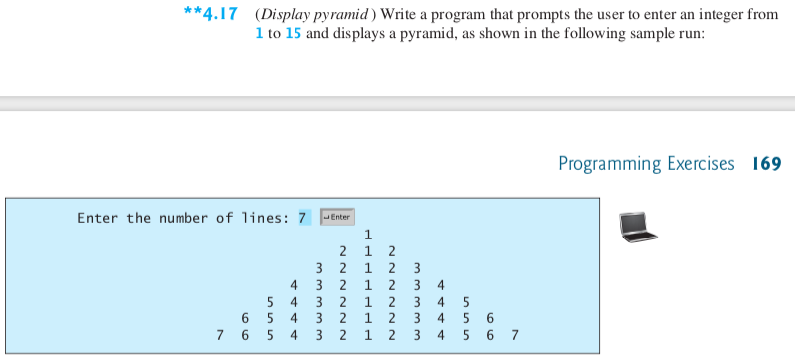 **4.17 (Display pyramid) Write a program that prompts the user to enter an integer from
1 to 15 and displays a pyramid, as shown in the following sample run:
Programming Exercises 169
Enter the number of lines: 7 ↵Enter
1
2 1 2
3 2 1 2 3
4 3 2 1 2 3 4
5 4 3 2 1 2 3 4 5
6 5 4 3 2 1 2 3 4 5 6
7 6 5 4 3 2 1 2 3 4 5 6 7